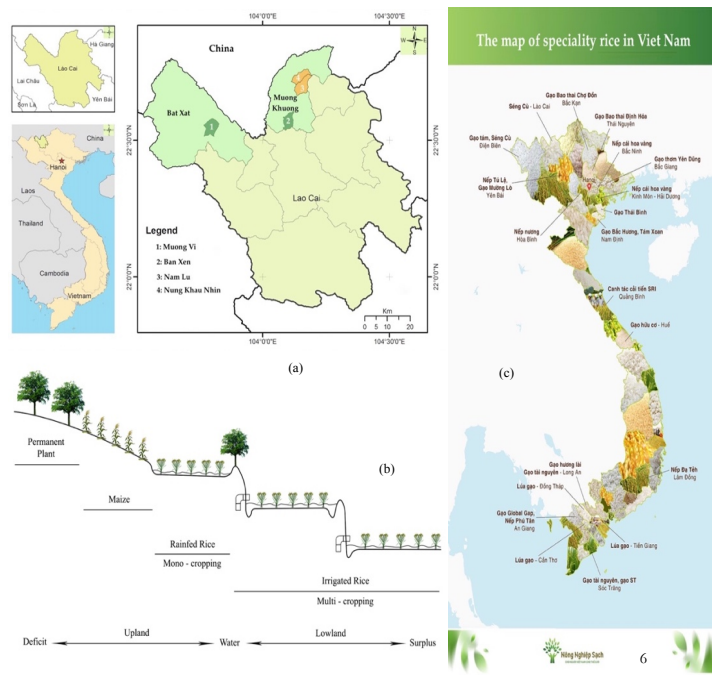 Hà Giang
Lào Cai
Lai Châu
Yên Bái
Sơn La
China
Hanoi
Laos
Thailand
Cambodia
Vietnam
104°0'E
104°30'E
China
N
W
E
S
4
3
Muong
Khuong
Bat Xat
1
2
22°30'N
22°30'N
Lao Cai
Legend
1: Muong Vi
2: Ban Xen
3: Nam Lu
4: Nung Khau Nhin
22°0'N
22°0'N
Km
0 5 10 20
104°0'E
104°30'E
(a)
Permanent
Plant
Maize
Rainfed Rice
Mono - cropping
Irrigated Rice
Multi - cropping
Deficit
Upland
Water
Lowland
Surplus
(b)
The map of speciality rice in Viet Nam
Gạo Bao thai Chợ Đồn
Bắc Kạn
Séng Cù - Lào Cai
Gạo Bao thai Định Hóa
Thái Nguyên
Gạo tám, Séng Cù
Điện Biên
Nếp cái hoa vàng
Bắc Ninh
Gạo thơm Yên Dũng
Bắc Giang
Nếp Tú Lệ,
Gạo Mường Lò
Yên Bái
Hanoi
Nếp cái hoa vàng
Kinh Môn - Hải Dương
Gạo Thái Bình
Nếp nương
Hòa Bình
Gạo Bắc Hương, Tám Xoan
Nam Định
Canh tác cải tiến SRI
Quảng Bình
Gạo hữu cơ - Huế
(c)
Gạo hương lài
Gạo tài nguyên - Long An
Nếp Đạ Tẻh
Lâm Đồng
Lúa gạo - Đồng Tháp
Gạo Global Gap,
Nếp Phú Tân
An Giang
Lúa gạo - Tiền Giang
Lúa gạo - Cần Thơ
Gạo tài nguyên, gạo ST
Sóc Trăng
Nông Nghiệp Sạch
6